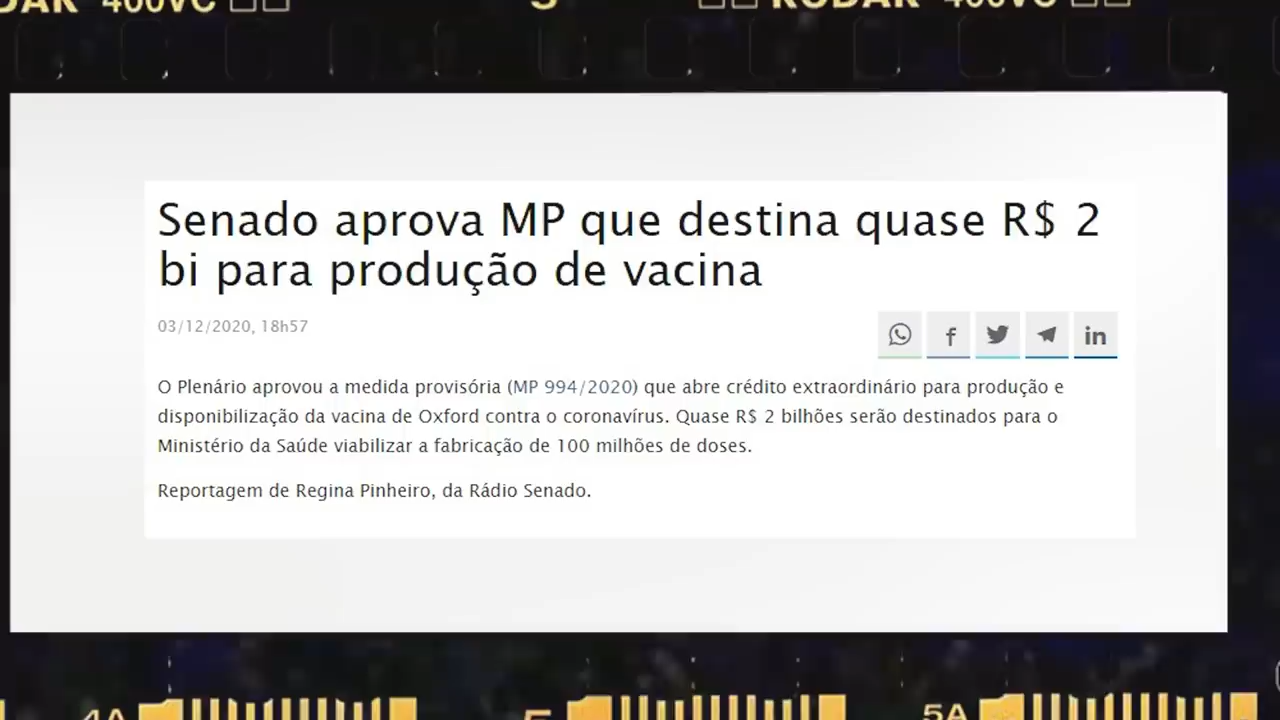 KODAK 400VC
Senado aprova MP que destina quase R$ 2
bi para produção de vacina
03/12/2020, 18h57
O Plenário aprovou a medida provisória (MP 994/2020) que abre crédito extraordinário para produção e
disponibilização da vacina de Oxford contra o coronavírus. Quase R$ 2 bilhões serão destinados para o
Ministério da Saúde viabilizar a fabricação de 100 milhões de doses.
Reportagem de Regina Pinheiro, da Rádio Senado.
5A